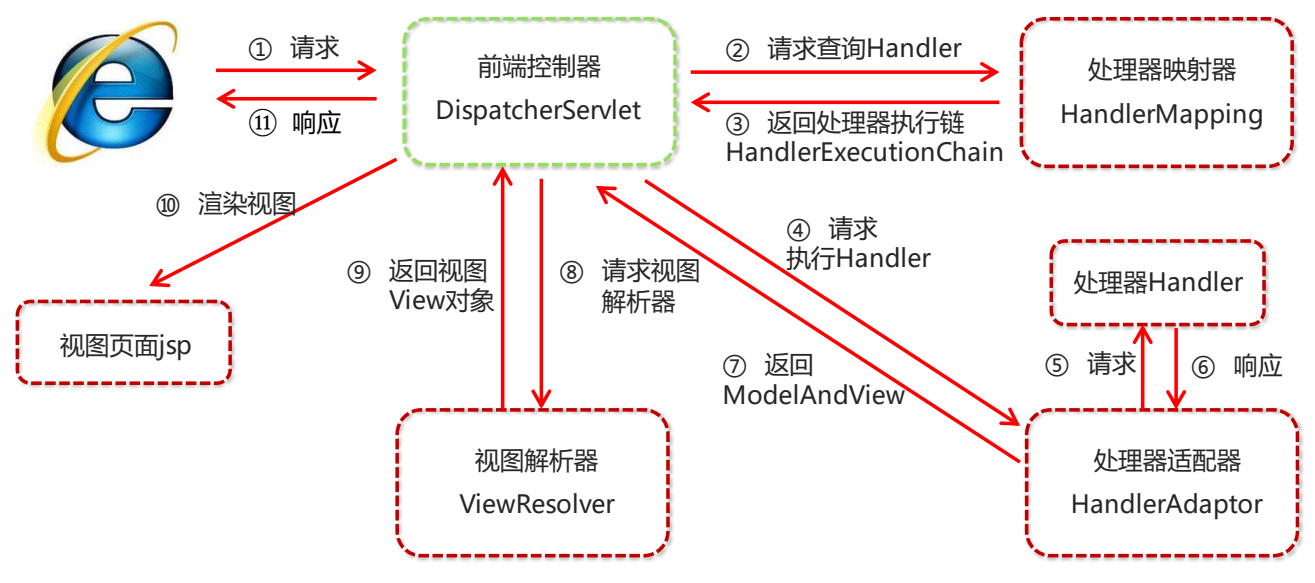 ① 请求
⑪ 响应
前端控制器
DispatcherServlet
② 请求查询Handler
③ 返回处理器执行链
HandlerExecutionChain
处理器映射器
HandlerMapping
⑩ 渲染视图
④ 请求
执行Handler
⑨ 返回视图
View对象
⑧ 请求视图
解析器
处理器Handler
视图页面jsp
⑦ 返回
ModelAndView
⑤ 请求
⑥ 响应
视图解析器
ViewResolver
处理器适配器
HandlerAdaptor